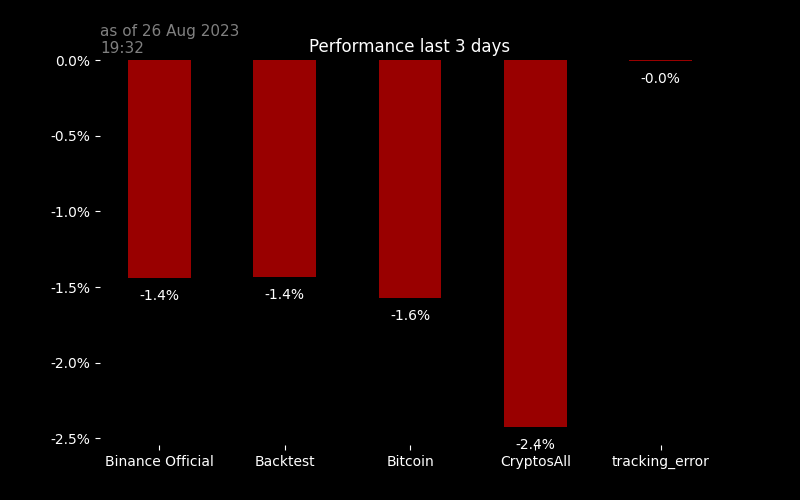 as of 26 Aug 2023
19:32
Performance last 3 days
0.0%
-0.5%
-1.0%
-1.5%
-2.0%
-2.5%
-1.4%
-1.4%
-1.6%
-2.4%
-0.0%
Binance Official
Backtest
Bitcoin
CryptosAll
tracking_error